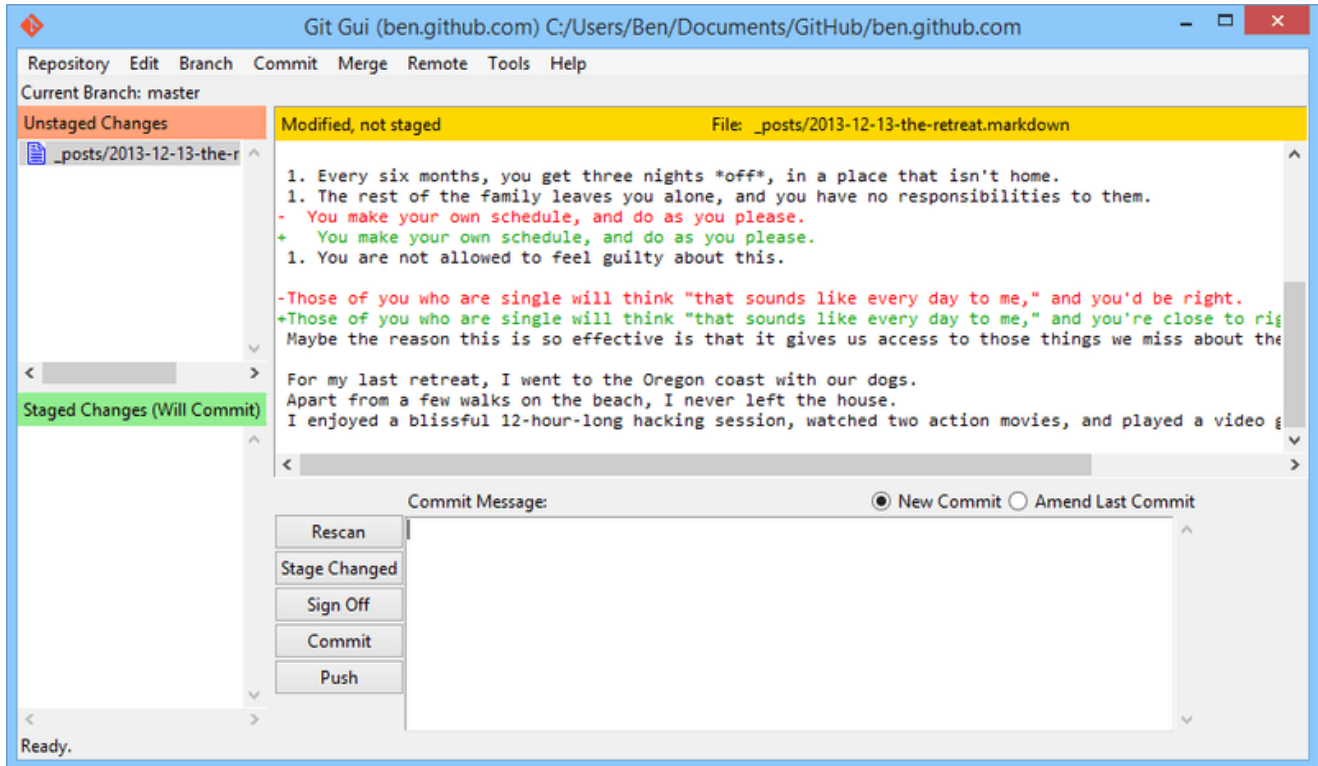 Git Gui (ben.github.com) C:/Users/Ben/Documents/GitHub/ben.github.com
Repository Edit Branch Commit Merge Remote Tools Help
Current Branch: master
Unstaged Changes
_posts/2013-12-13-the-r
Staged Changes (Will Commit)
Modified, not staged File: _posts/2013-12-13-the-retreat.markdown
1. Every six months, you get three nights *off*, in a place that isn't home.
1. The rest of the family leaves you alone, and you have no responsibilities to them.
-  You make your own schedule, and do as you please.
+   You make your own schedule, and do as you please.
1. You are not allowed to feel guilty about this.
-Those of you who are single will think "that sounds like every day to me," and you'd be right.
+Those of you who are single will think "that sounds like every day to me," and you're close to rig
Maybe the reason this is so effective is that it gives us access to those things we miss about the
For my last retreat, I went to the Oregon coast with our dogs.
Apart from a few walks on the beach, I never left the house.
I enjoyed a blissful 12-hour-long hacking session, watched two action movies, and played a video g
Commit Message: New Commit Amend Last Commit
Rescan
Stage Changed
Sign Off
Commit
Push
Ready.